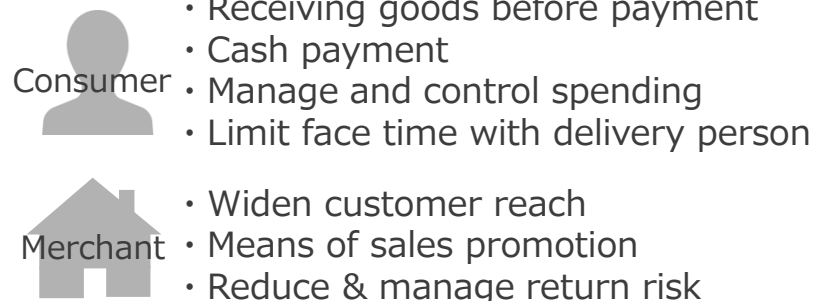 ・Receiving goods before payment
・Cash payment
Consumer
・Manage and control spending
・Limit face time with delivery person
・Widen customer reach
Merchant
・Means of sales promotion
・Reduce & manage return risk